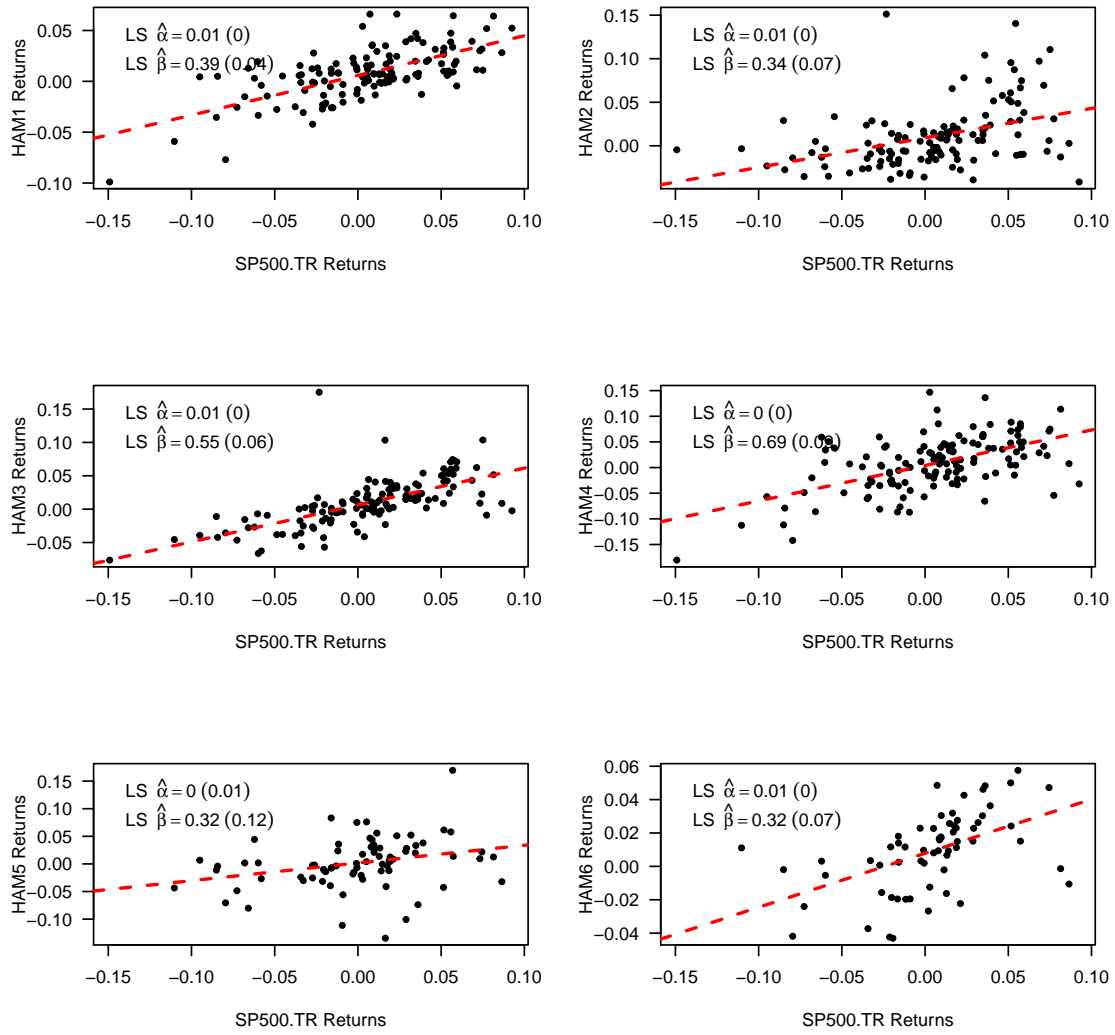 LS α̂ = 0.01 (0)
LS β̂ = 0.39 (0.04)
HAM1 Returns
0.05
0.00
−0.05
−0.10
−0.15 −0.10 −0.05 0.00 0.05 0.10
SP500.TR Returns
LS α̂ = 0.01 (0)
LS β̂ = 0.34 (0.07)
HAM2 Returns
0.15
0.10
0.05
0.00
−0.15 −0.10 −0.05 0.00 0.05 0.10
SP500.TR Returns
LS α̂ = 0.01 (0)
LS β̂ = 0.55 (0.06)
HAM3 Returns
0.15
0.10
0.05
0.00
−0.05
−0.15 −0.10 −0.05 0.00 0.05 0.10
SP500.TR Returns
LS α̂ = 0 (0)
LS β̂ = 0.69 (0.09)
HAM4 Returns
0.15
0.10
0.05
0.00
−0.05
−0.10
−0.15
−0.15 −0.10 −0.05 0.00 0.05 0.10
SP500.TR Returns
LS α̂ = 0 (0.01)
LS β̂ = 0.32 (0.12)
HAM5 Returns
0.15
0.10
0.05
0.00
−0.05
−0.10
−0.15 −0.10 −0.05 0.00 0.05 0.10
SP500.TR Returns
LS α̂ = 0.01 (0)
LS β̂ = 0.32 (0.07)
HAM6 Returns
0.06
0.04
0.02
0.00
−0.02
−0.04
−0.15 −0.10 −0.05 0.00 0.05 0.10
SP500.TR Returns